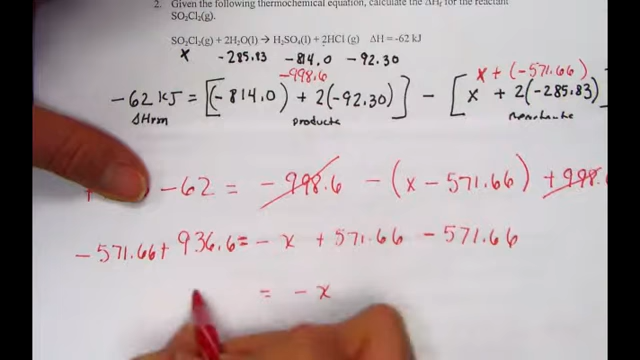 2. Given the following thermochemical equation, calculate the ΔHf for the reactant
SO2Cl2(g).
SO2Cl2(g) + 2H2O(l) → H2SO4(l) + 2HCl (g) ΔH = -62 kJ
x -285.83 -814.0 -92.30
-998.6 x + (-571.66)
-62 kJ = [(-814.0) + 2(-92.30)] - [x + 2(-285.83)]
ΔHrxn products reactants
-62 = -998.6 - (x - 571.66) + 998.6
-571.66 + 936.6 = - x + 571.66 - 571.66
= - x